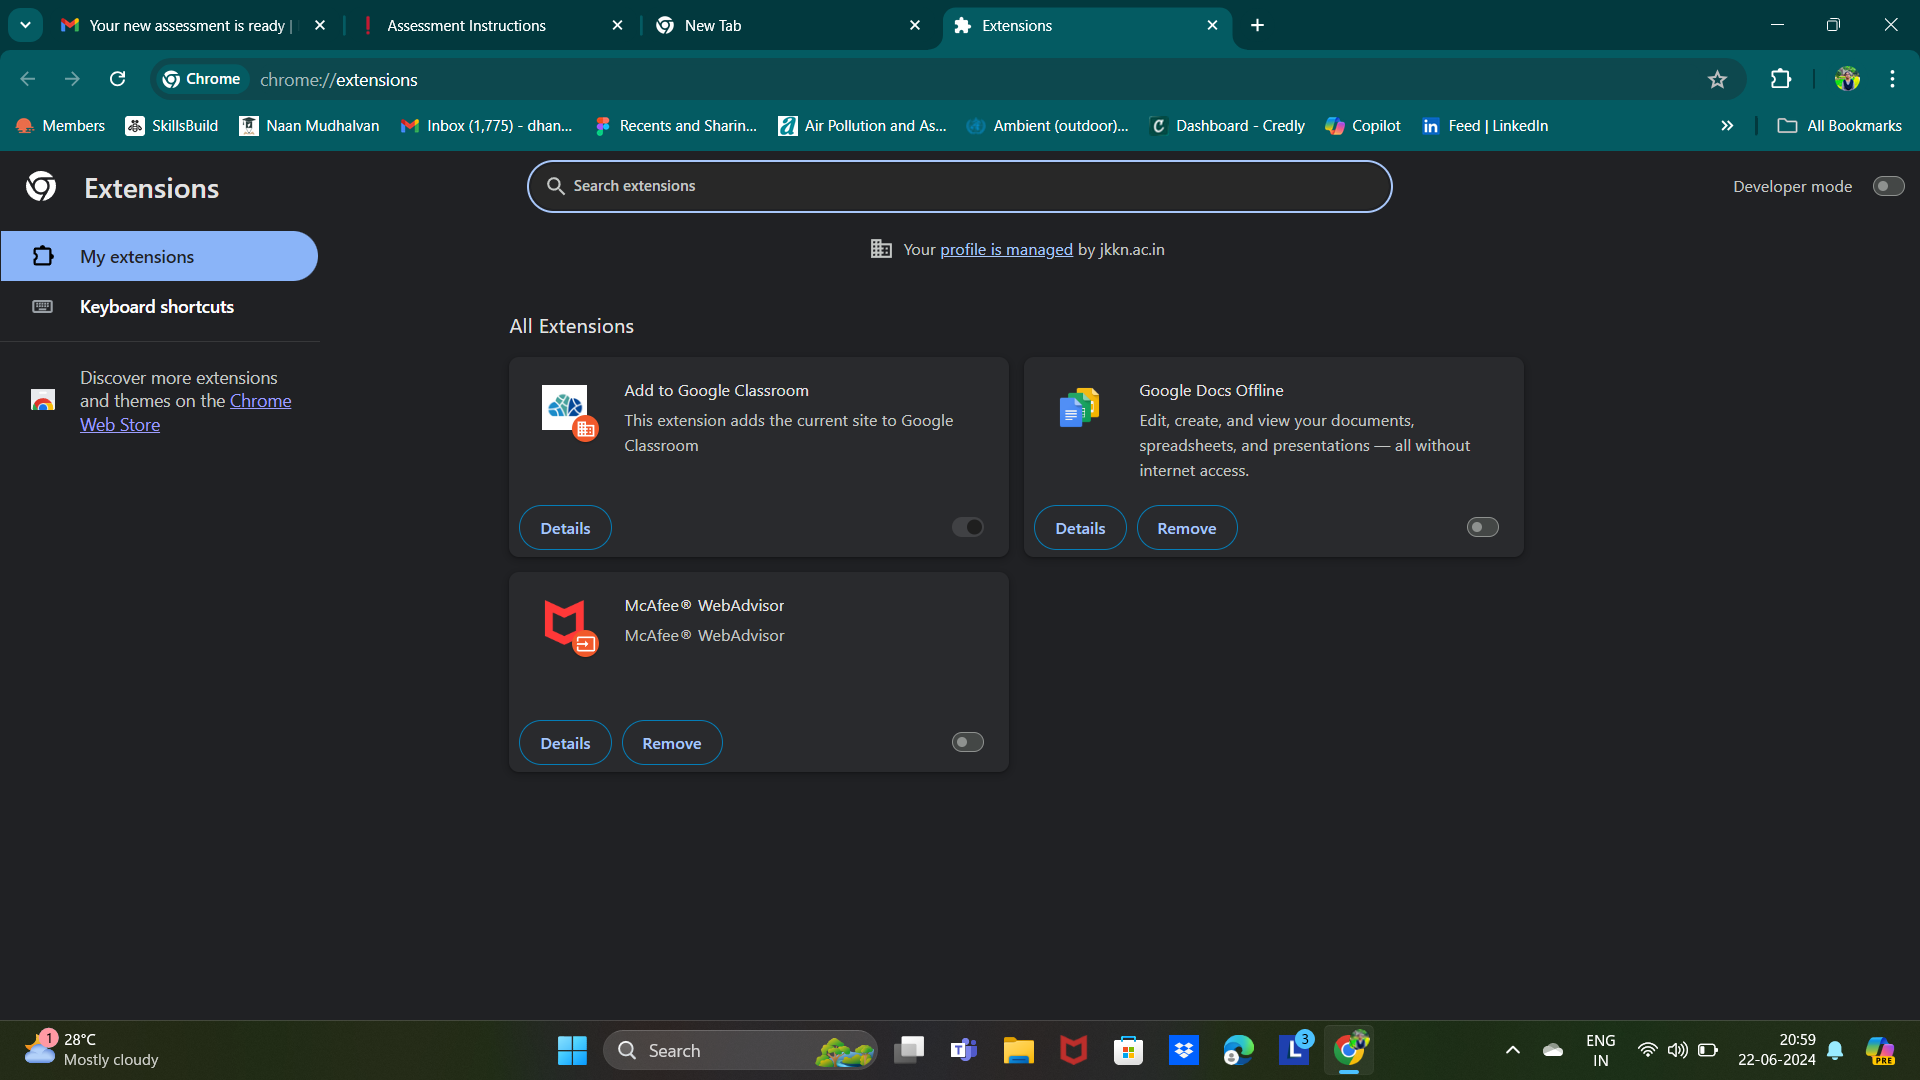 Your new assessment is ready |
Assessment Instructions
New Tab
Extensions
Chrome
chrome://extensions
Members
SkillsBuild
Naan Mudhalvan
Inbox (1,775) - dhan...
Recents and Sharin...
Air Pollution and As...
Ambient (outdoor)...
Dashboard - Credly
Copilot
Feed | LinkedIn
All Bookmarks
Extensions
Search extensions
Developer mode
My extensions
Your profile is managed by jkkn.ac.in
Keyboard shortcuts
Discover more extensions
and themes on the Chrome
Web Store
All Extensions
Add to Google Classroom
This extension adds the current site to Google
Classroom
Details
Google Docs Offline
Edit, create, and view your documents,
spreadsheets, and presentations — all without
internet access.
Details
Remove
McAfee® WebAdvisor
McAfee® WebAdvisor
Details
Remove
1
28°C
Mostly cloudy
Search
T
L
3
ENG
IN
20:59
22-06-2024
PRE